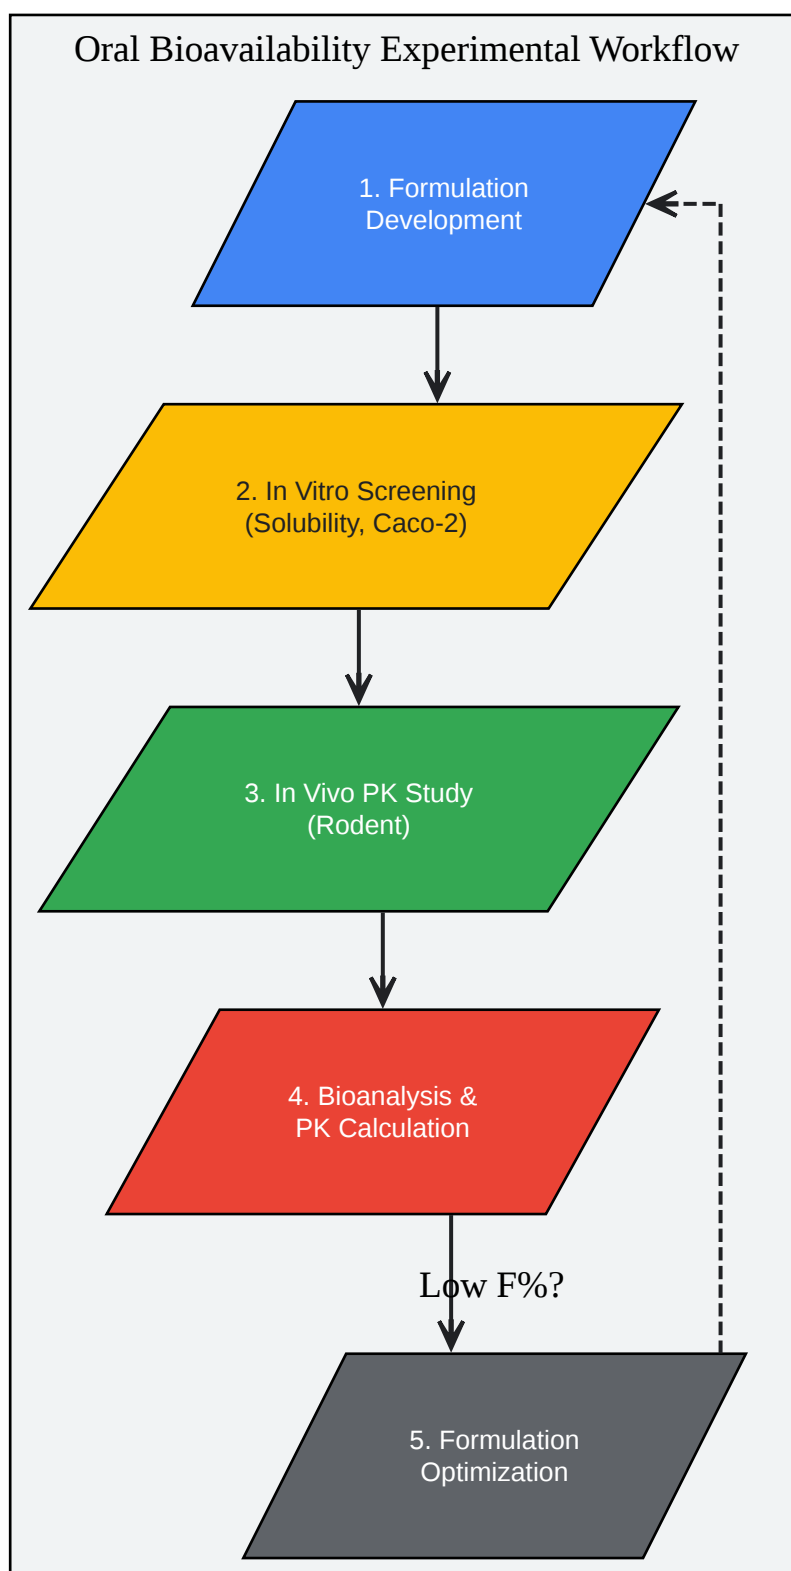 Oral Bioavailability Experimental Workflow
1. Formulation
Development
2. In Vitro Screening
(Solubility, Caco-2)
3. In Vivo PK Study
(Rodent)
4. Bioanalysis &
PK Calculation
Low F%?
5. Formulation
Optimization